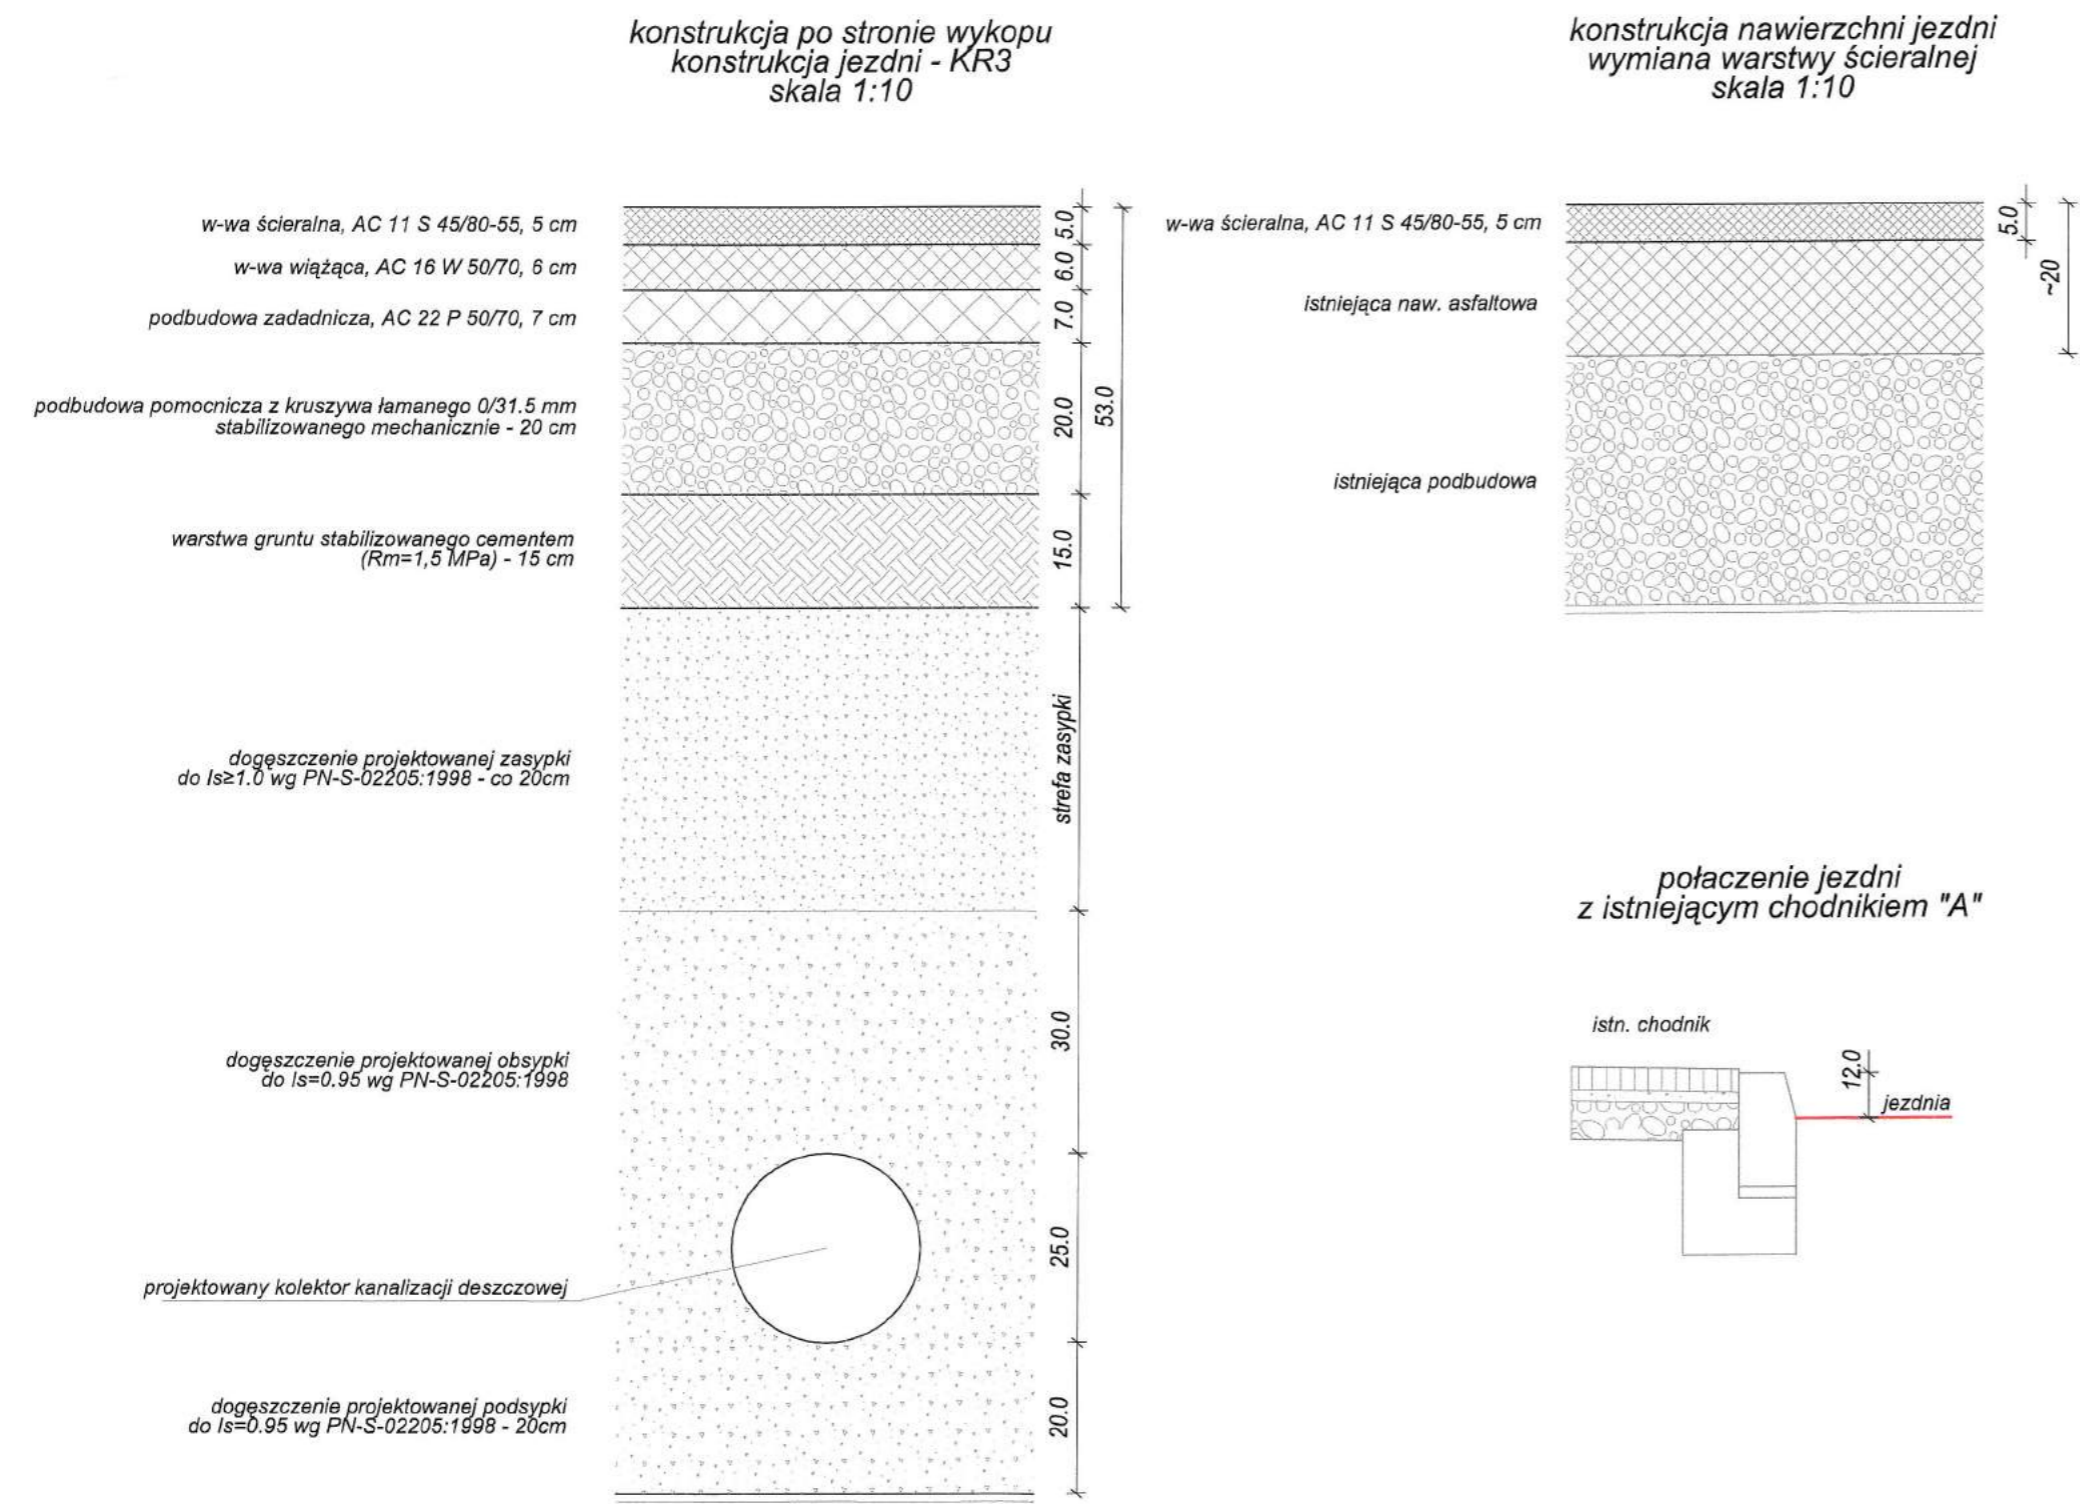 konstrukcja po stronie wykopu
konstrukcja jezdni - KR3
skala 1:10
w-wa ścieralna, AC 11 S 45/80-55, 5 cm
w-wa wiążąca, AC 16 W 50/70, 6 cm
podbudowa zadadnicza, AC 22 P 50/70, 7 cm
podbudowa pomocnicza z kruszywa łamanego 0/31.5 mm
stabilizowanego mechanicznie - 20 cm
warstwa gruntu stabilizowanego cementem
(Rm=1,5 MPa) - 15 cm
dogęszczenie projektowanej zasypki
do Is≥1.0 wg PN-S-02205:1998 - co 20cm
dogęszczenie projektowanej obsypki
do Is=0.95 wg PN-S-02205:1998
projektowany kolektor kanalizacji deszczowej
dogęszczenie projektowanej podsypki
do Is=0.95 wg PN-S-02205:1998 - 20cm
5.0
6.0
7.0
20.0
15.0
53.0
strefa zasypki
30.0
25.0
20.0
konstrukcja nawierzchni jezdni
wymiana warstwy ścieralnej
skala 1:10
w-wa ścieralna, AC 11 S 45/80-55, 5 cm
istniejąca naw. asfaltowa
istniejąca podbudowa
5.0
~20
połaczenie jezdni
z istniejącym chodnikiem "A"
istn. chodnik
12.0
jezdnia